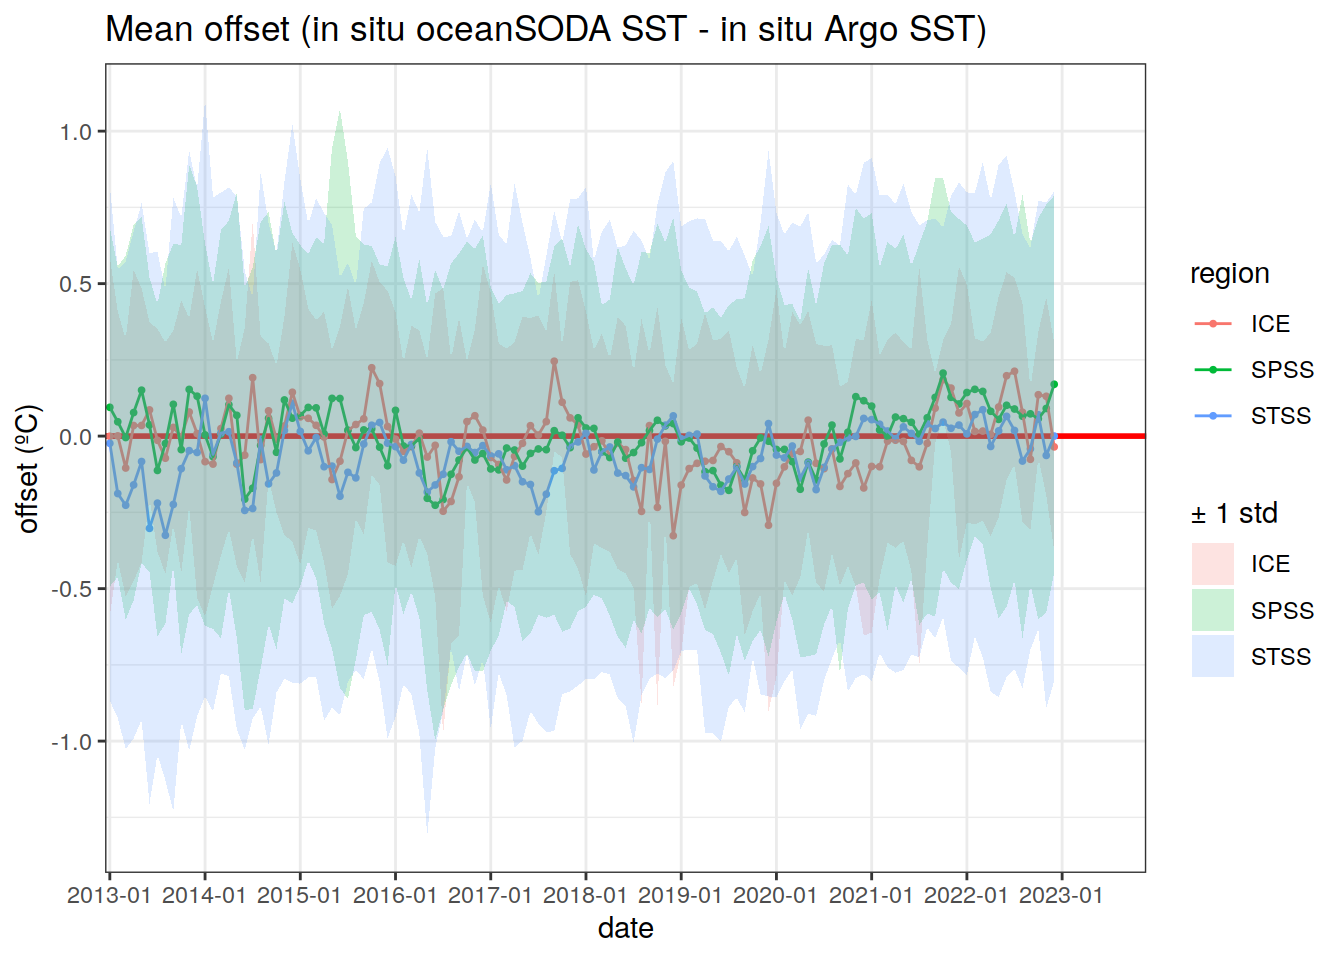 Mean offset (in situ oceanSODA SST - in situ Argo SST)
offset (ºC)
1.0
0.5
0.0
-0.5
-1.0
2013-01 2014-01 2015-01 2016-01 2017-01 2018-01 2019-01 2020-01 2021-01 2022-01 2023-01
date
region
ICE
SPSS
STSS
± 1 std
ICE
SPSS
STSS